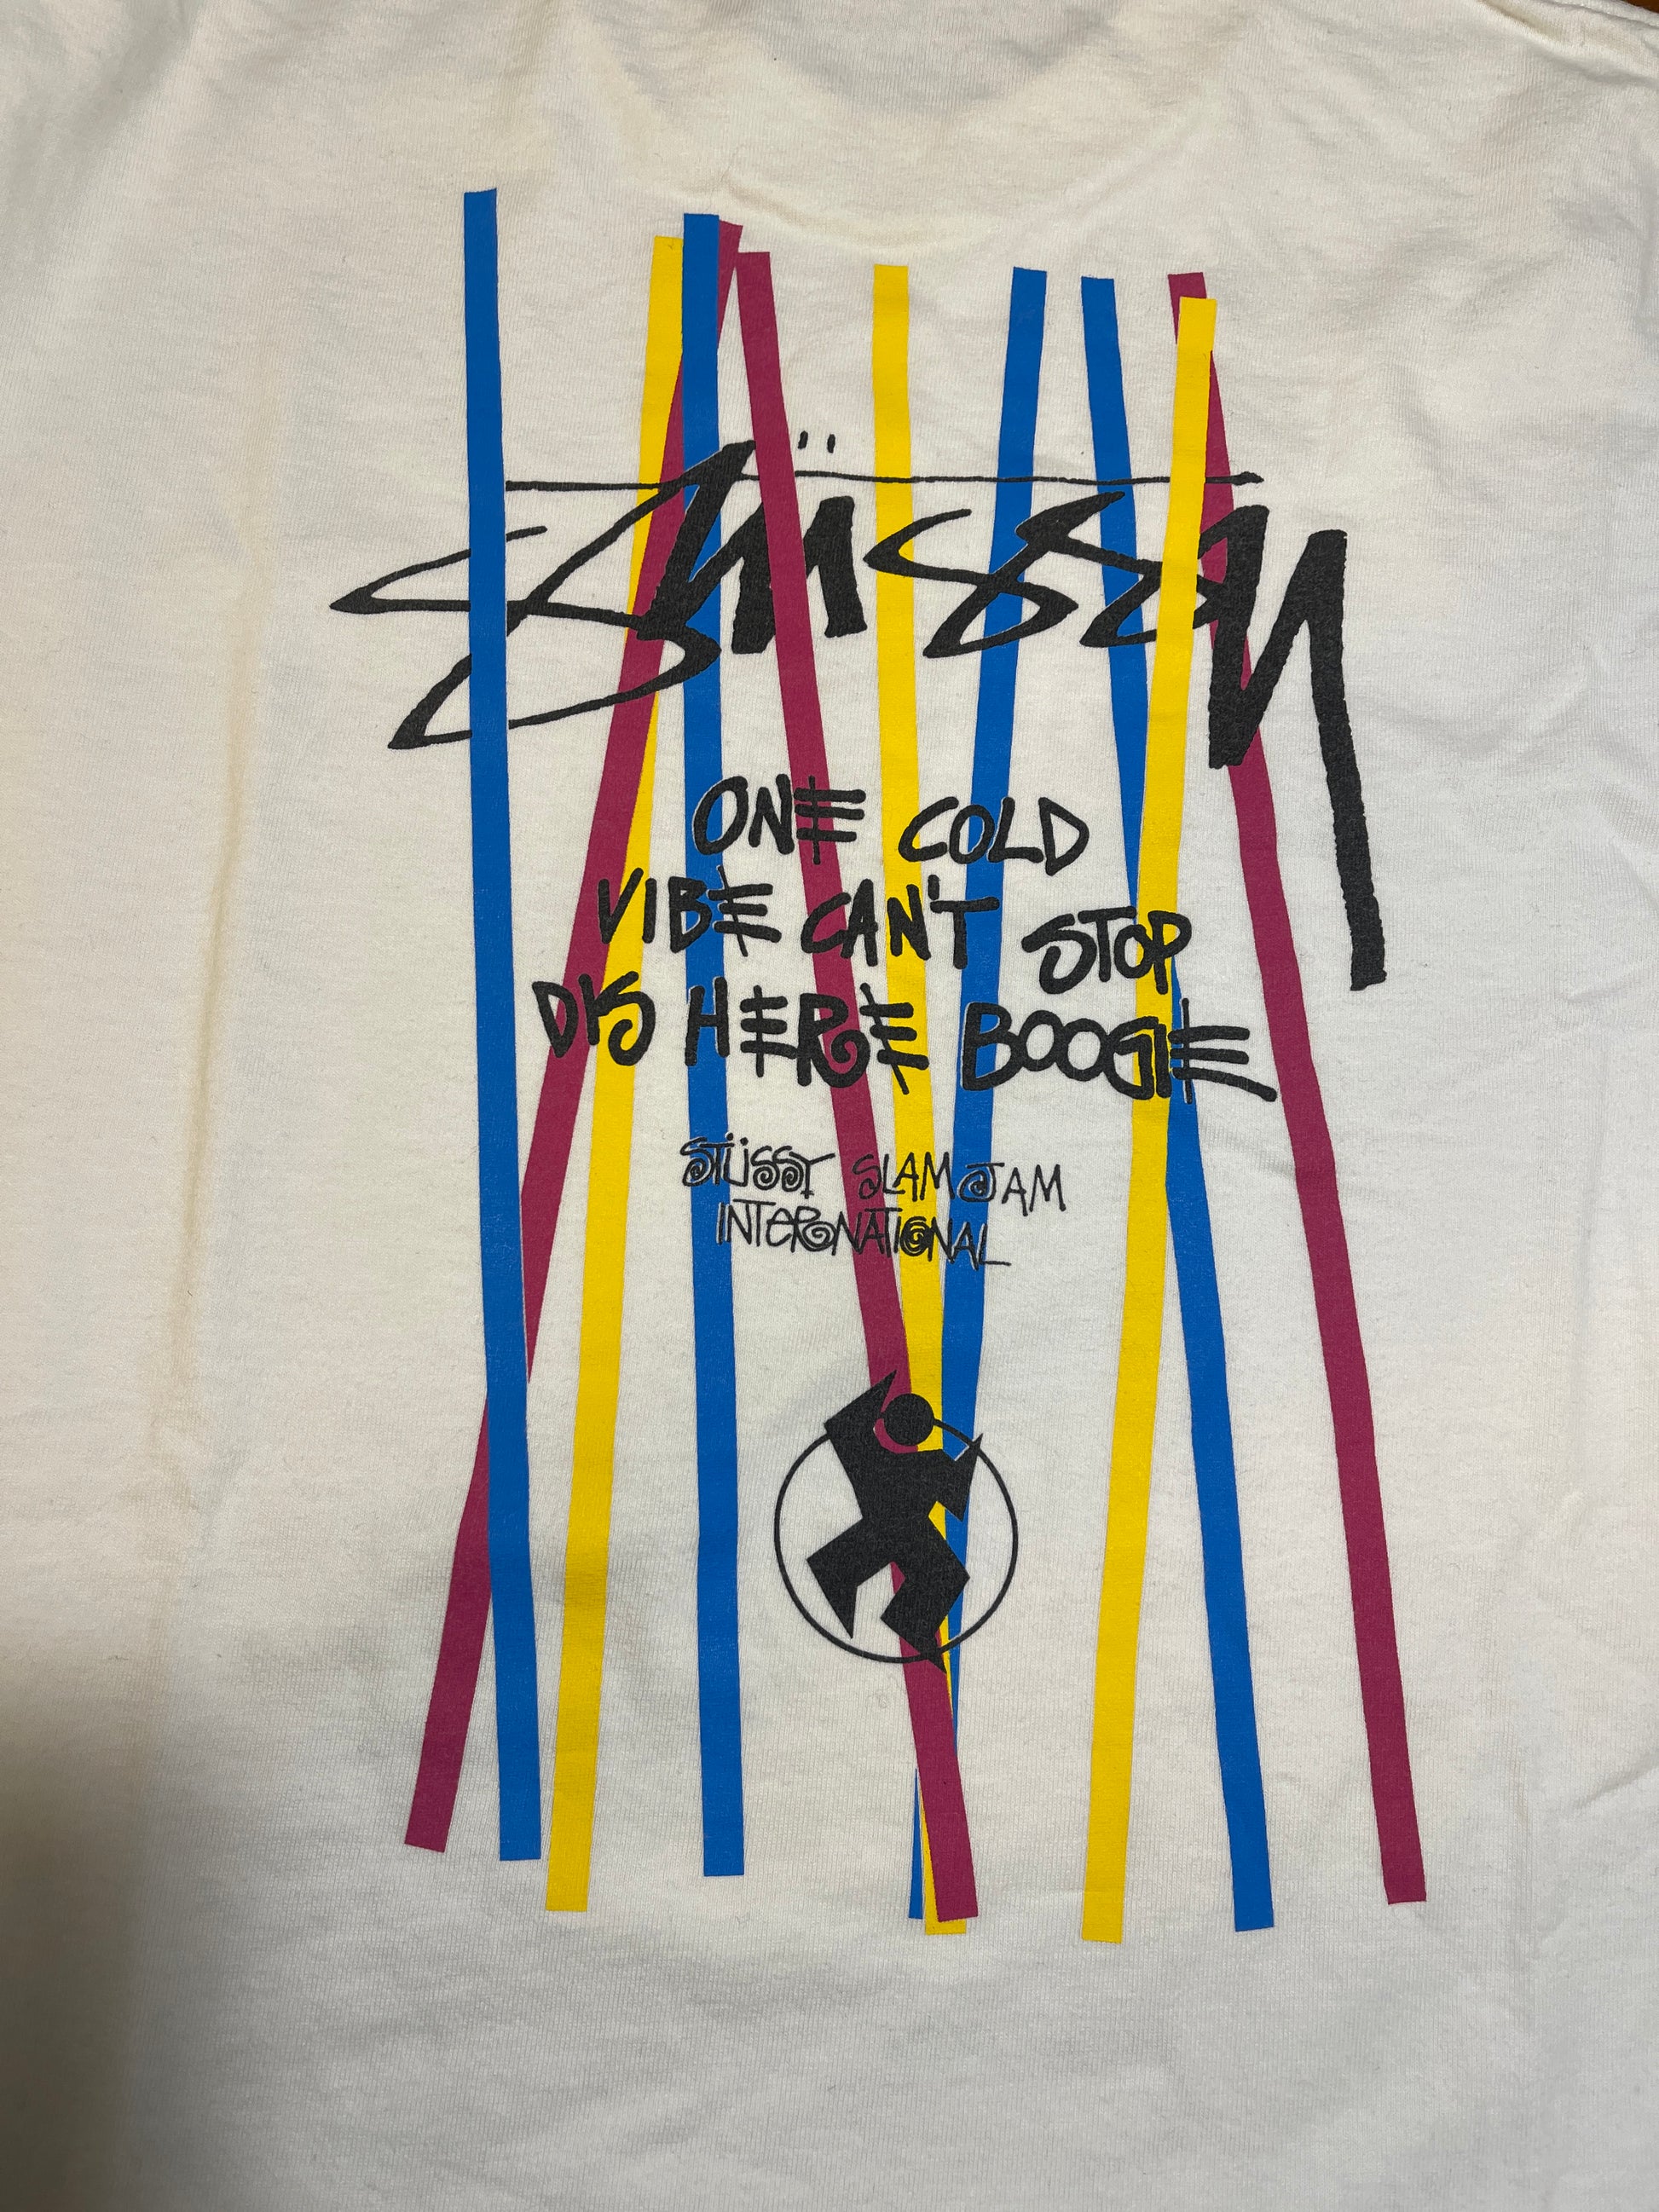 Stüssy
ONE COLD
VIBE CAN'T STOP
DIS HERE BOOGIE
STÜSSY SLAM JAM
INTERNATIONAL